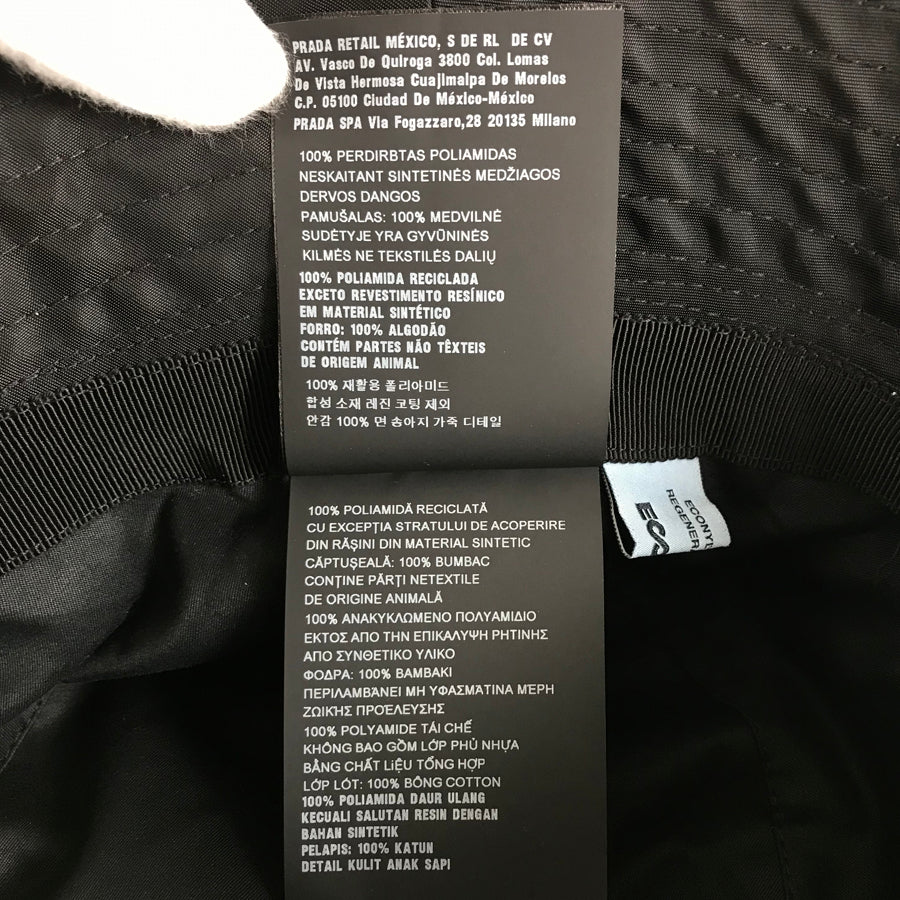 PRADA RETAIL MÉXICO, S DE RL DE CV
AV. Vasco De Quiroga 3800 Col. Lomas
De Vista Hermosa Cuajimalpa De Morelos
C.P. 05100 Ciudad De México-México
PRADA SPA Via Fogazzaro,28 20135 Milano
100% PERDIRBTAS POLIAMIDAS
NESKAITANT SINTETINĖS MEDŽIAGOS
DERVOS DANGOS
PAMUŠALAS: 100% MEDVILNĖ
SUDĖTYJE YRA GYVŪNINĖS
KILMĖS NE TEKSTILĖS DALIŲ
100% POLIAMIDA RECICLADA
EXCETO REVESTIMENTO RESÍNICO
EM MATERIAL SINTÉTICO
FORRO: 100% ALGODÃO
CONTÉM PARTES NÃO TÊXTEIS
DE ORIGEM ANIMAL
100% 재활용 폴리아미드
합성 소재 레진 코팅 제외
안감 100% 면 송아지 가죽 디테일
100% POLIAMIDĂ RECICLATĂ
CU EXCEPȚIA STRATULUI DE ACOPERIRE
DIN RĂȘINI DIN MATERIAL SINTETIC
CĂPTUȘEALĂ: 100% BUMBAC
CONȚINE PĂRȚI NETEXTILE
DE ORIGINE ANIMALĂ
100% ΑΝΑΚΥΚΛΩΜΕΝΟ ΠΟΛΥΑΜΙΔΙΟ
ΕΚΤΟΣ ΑΠΟ ΤΗΝ ΕΠΙΚΑΛΥΨΗ ΡΗΤΙΝΗΣ
ΑΠΟ ΣΥΝΘΕΤΙΚΟ ΥΛΙΚΟ
ΦΟΔΡΑ: 100% ΒΑΜΒΑΚΙ
ΠΕΡΙΛΑΜΒΆΝΕΙ ΜΗ ΥΦΑΣΜΆΤΙΝΑ ΜΈΡΗ
ΖΩΙΚΉΣ ΠΡΟΈΛΕΥΣΗΣ
100% POLYAMIDE TÁI CHẾ
KHÔNG BAO GỒM LỚP PHỦ NHỰA
BẰNG CHẤT LIỆU TỔNG HỢP
LỚP LÓT: 100% BÔNG COTTON
100% POLIAMIDA DAUR ULANG
KECUALI SALUTAN RESIN DENGAN
BAHAN SINTETIK
PELAPIS: 100% KATUN
DETAIL KULIT ANAK SAPI
ECONYL
REGENER